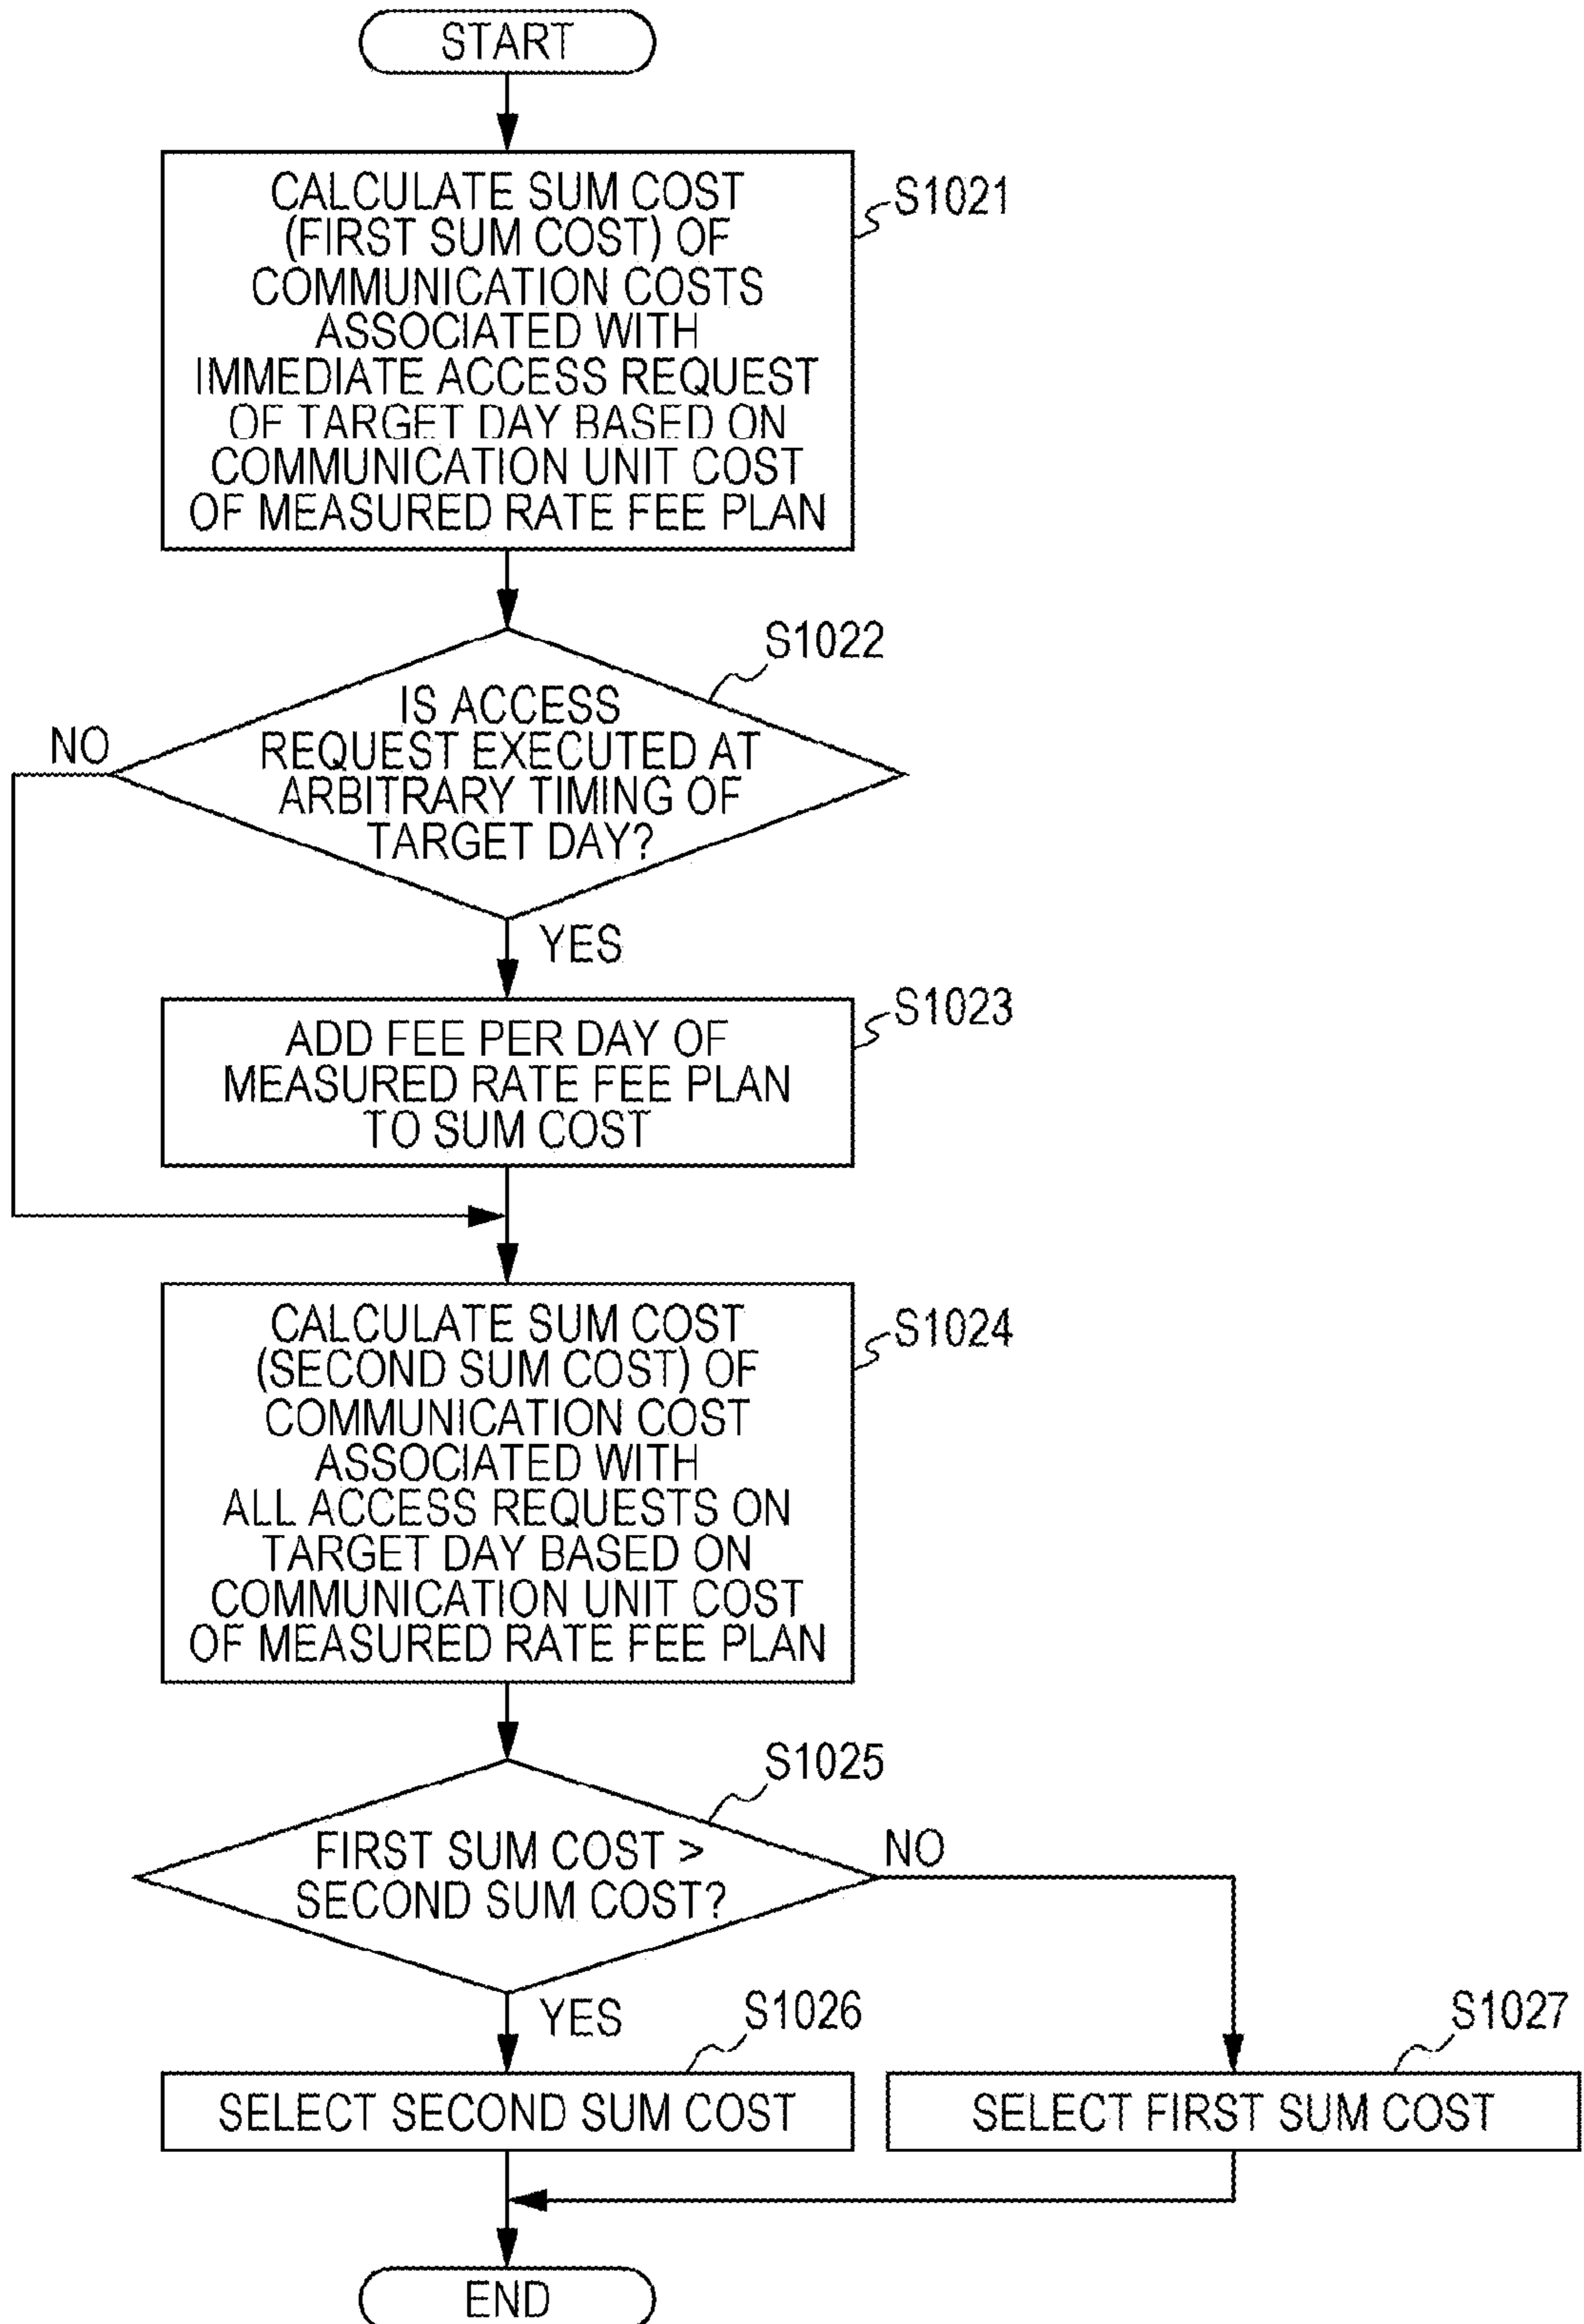 START
CALCULATE SUM COST
(FIRST SUM COST) OF
COMMUNICATION COSTS
ASSOCIATED WITH
IMMEDIATE ACCESS REQUEST
OF TARGET DAY BASED ON
COMMUNICATION UNIT COST
OF MEASURED RATE FEE PLAN
S1021
S1022
IS ACCESS
REQUEST EXECUTED AT
ARBITRARY TIMING OF
TARGET DAY?
NO
YES
S1023
ADD FEE PER DAY OF
MEASURED RATE FEE PLAN
TO SUM COST
CALCULATE SUM COST
(SECOND SUM COST) OF
COMMUNICATION COST
ASSOCIATED WITH
ALL ACCESS REQUESTS ON
TARGET DAY BASED ON
COMMUNICATION UNIT COST
OF MEASURED RATE FEE PLAN
S1024
S1025
FIRST SUM COST >
SECOND SUM COST?
NO
YES
S1026
S1027
SELECT SECOND SUM COST
SELECT FIRST SUM COST
END